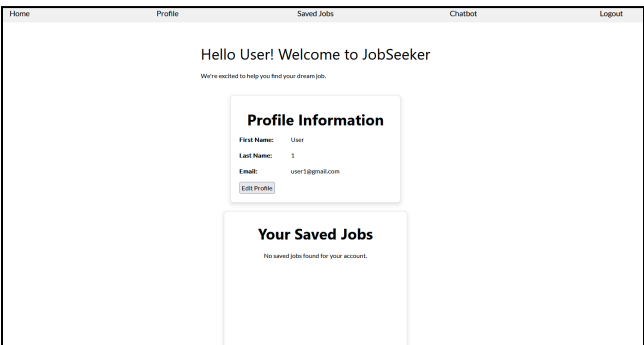 Home Profile Saved Jobs Chatbot Logout
Hello User! Welcome to JobSeeker
We're excited to help you find your dream job.
Profile Information
First Name: User
Last Name: 1
Email: user1@gmail.com
Edit Profile
Your Saved Jobs
No saved jobs found for your account.